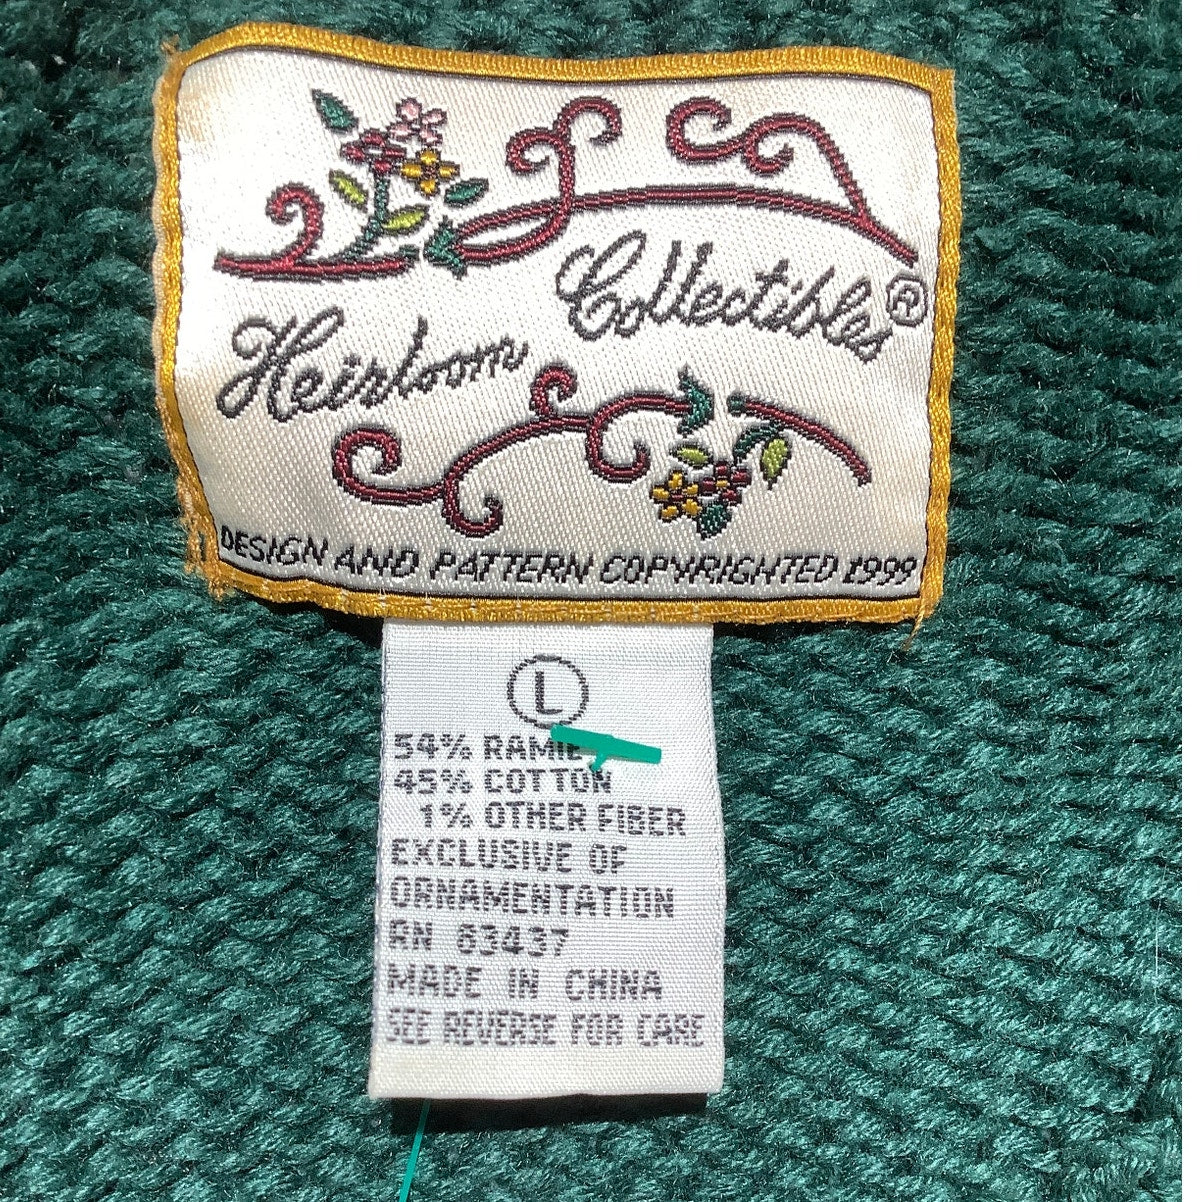 Heirloom Collectibles®
DESIGN AND PATTERN COPYRIGHTED 1999
L
54% RAMIE
45% COTTON
1% OTHER FIBER
EXCLUSIVE OF
ORNAMENTATION
RN 83437
MADE IN CHINA
SEE REVERSE FOR CARE